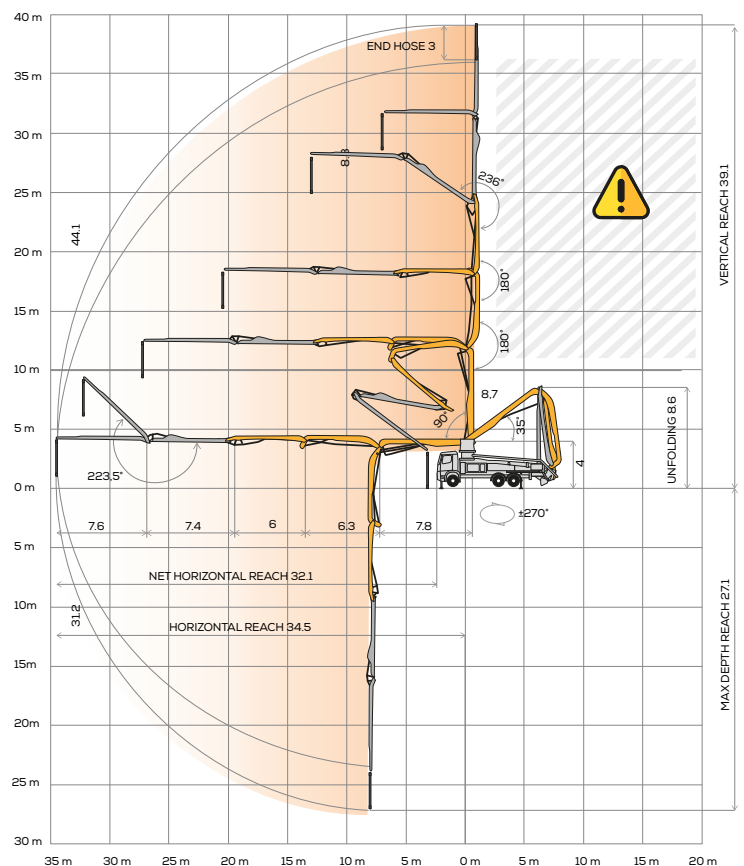 40 m
END HOSE 3
35 m
30 m
8.3
236°
25 m
44.1
VERTICAL REACH 39.1
20 m
180°
15 m
180°
10 m
8.7
90°
35°
UNFOLDING 8.6
5 m
4
223,5°
0 m
±270°
7.6
7.4
6
6.3
7.8
5 m
NET HORIZONTAL REACH 32.1
10m
31.2
HORIZONTAL REACH 34.5
MAX DEPTH REACH 27.1
15m
20 m
25 m
30 m
35 m
30 m
25 m
20 m
15 m
10 m
5 m
0 m
5 m
10 m
15 m
20 m